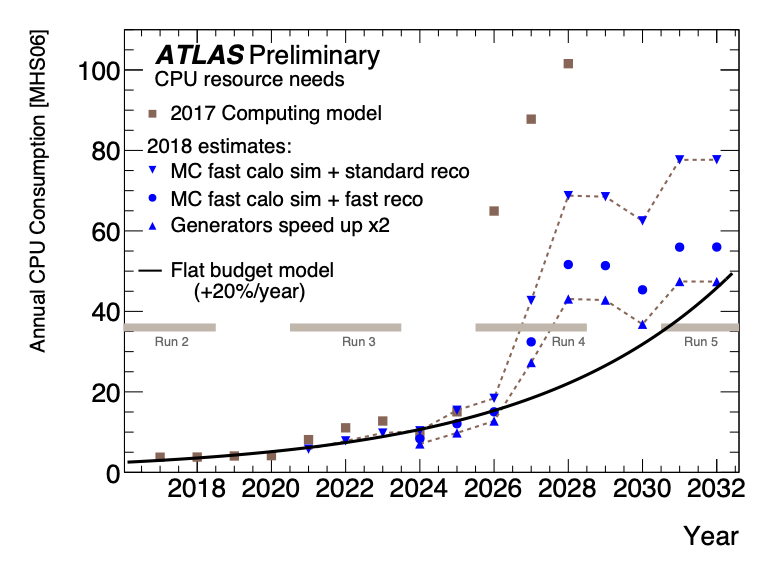 ATLAS Preliminary
CPU resource needs
2017 Computing model
2018 estimates:
MC fast calo sim + standard reco
MC fast calo sim + fast reco
Generators speed up x2
Flat budget model
(+20%/year)
Annual CPU Consumption [MHS06]
100
80
60
40
20
0
Run 2
Run 3
Run 4
Run 5
2018
2020
2022
2024
2026
2028
2030
2032
Year